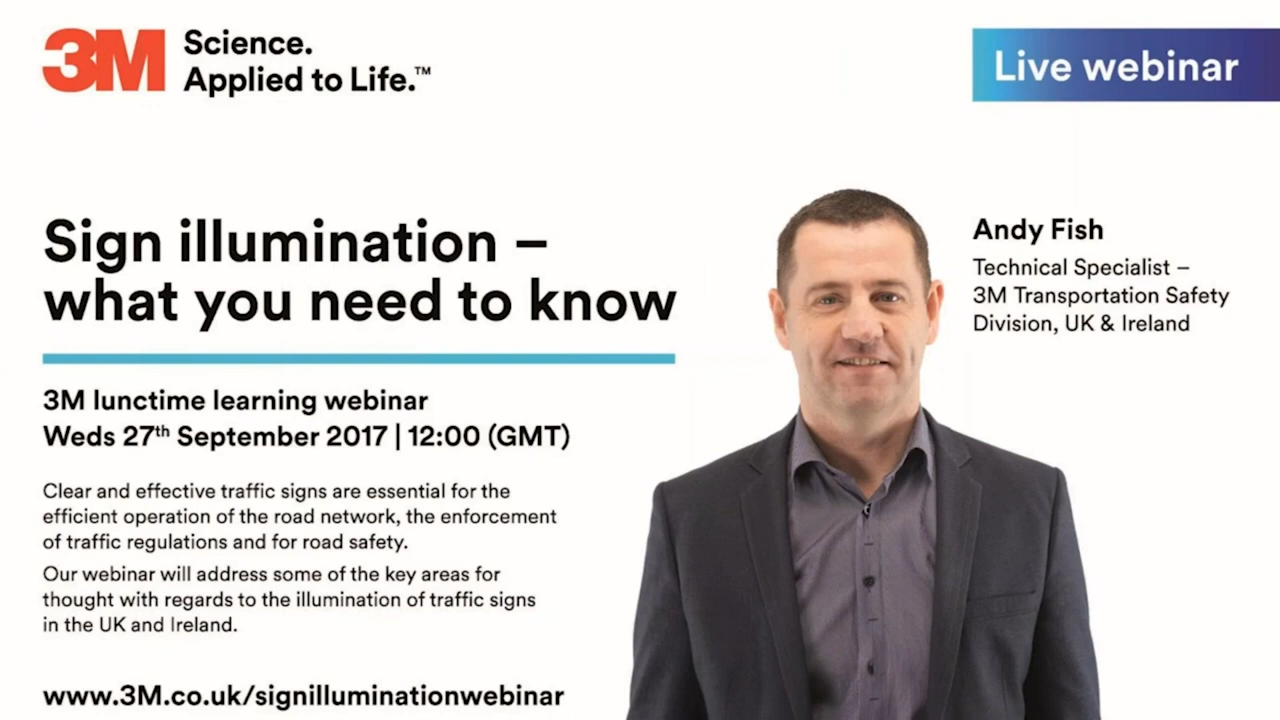 3M Science.
Applied to Life.™
Live webinar
Sign illumination –
what you need to know
Andy Fish
Technical Specialist –
3M Transportation Safety
Division, UK & Ireland
3M lunctime learning webinar
Weds 27th September 2017 | 12:00 (GMT)
Clear and effective traffic signs are essential for the
efficient operation of the road network, the enforcement
of traffic regulations and for road safety.
Our webinar will address some of the key areas for
thought with regards to the illumination of traffic signs
in the UK and Ireland.
www.3M.co.uk/signilluminationwebinar